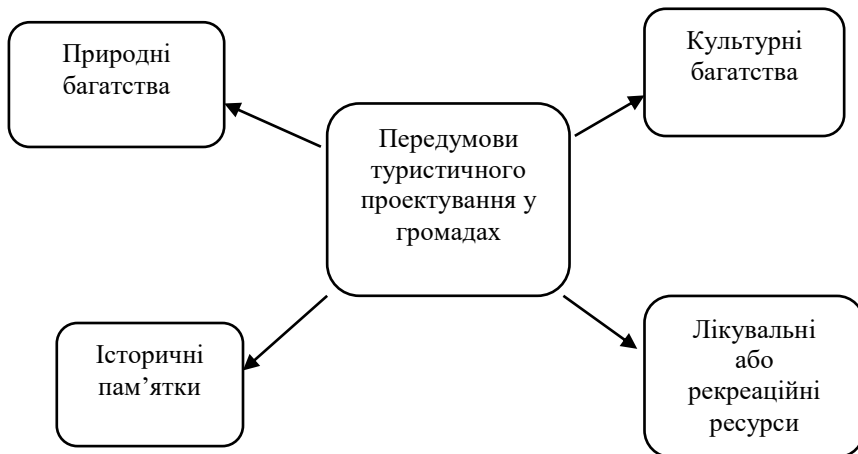 Природні
багатства
Культурні
багатства
Передумови
туристичного
проектування у
громадах
Історичні
пам’ятки
Лікувальні
або
рекреаційні
ресурси